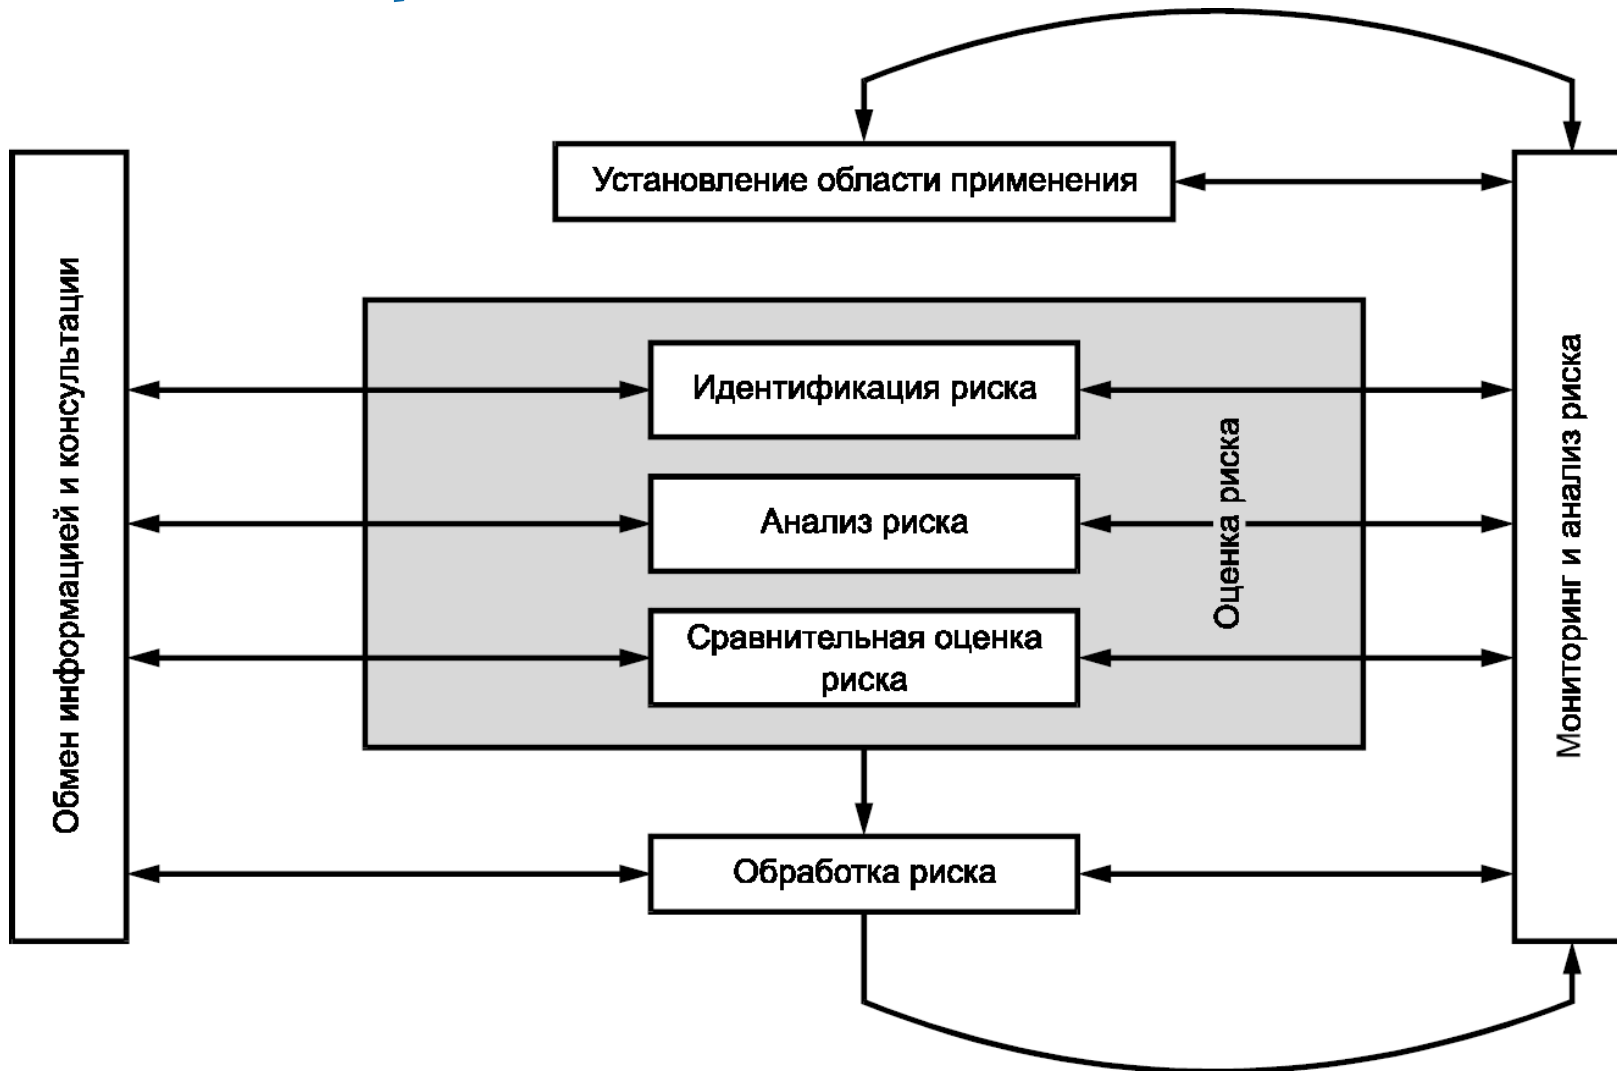 Установление области применения
Обмен информацией и консультации
Идентификация риска
Анализ риска
Сравнительная оценка
риска
Оценка риска
Мониторинг и анализ риска
Обработка риска